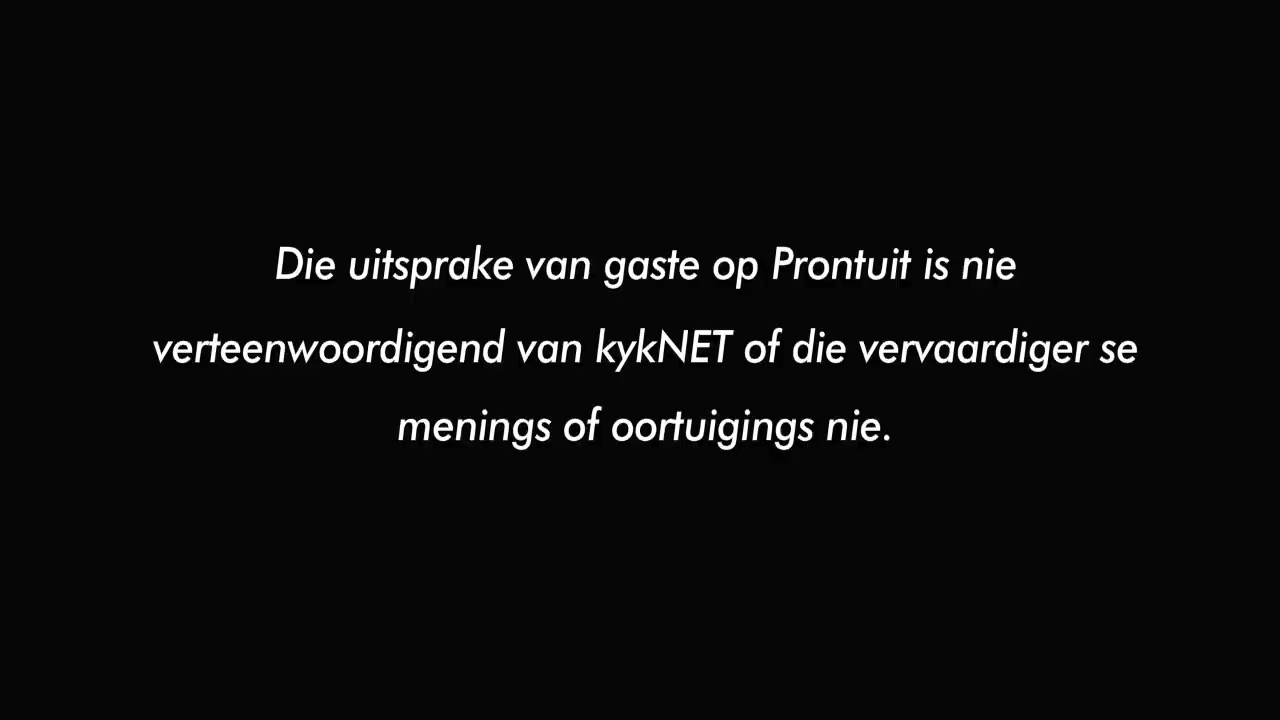 Die uitsprake van gaste op Prontuit is nie
verteenwoordigend van kykNET of die vervaardiger se
menings of oortuigings nie.